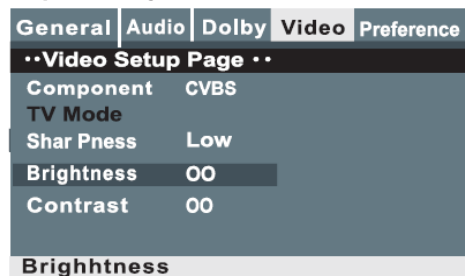 General Audio Dolby Video Preference
··Video Setup Page ··
Component CVBS
TV Mode
Shar Pness Low
Brightness 00
Contrast 00
Brighhtness